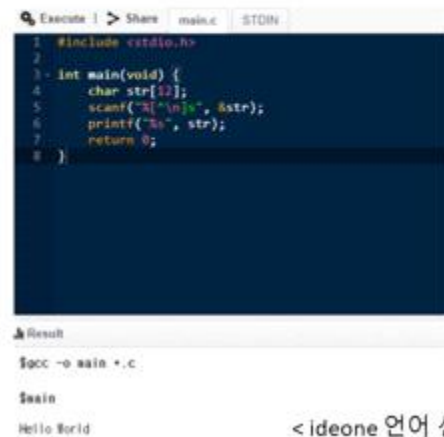 Execute | > Share main.c STDIN
1 #include <stdio.h>
2
3 int main(void) {
4 char str[12];
5 scanf("%[^\n]s", &str);
6 printf("%s", str);
7 return 0;
8 }
Result
$gcc -o main *.c
$main
Hello World
< ideone 언어